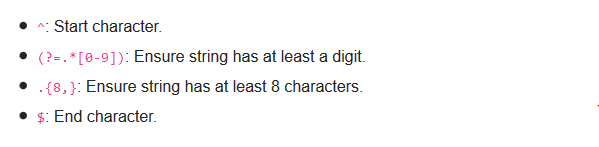 • ^: Start character.
• (?=.*[0-9]): Ensure string has at least a digit.
• .{8,}: Ensure string has at least 8 characters.
• $: End character.